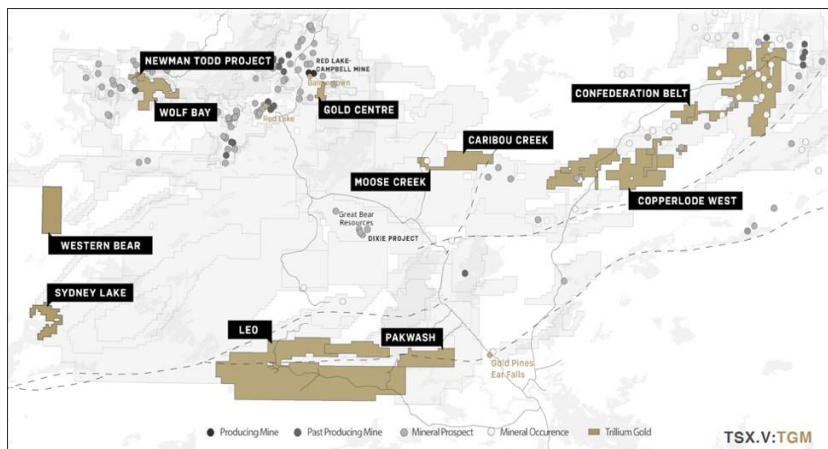 NEWMAN TODD PROJECT
RED LAKE-
CAMPBELL MINE
Balmertown
WOLF BAY
Red Lake
GOLD CENTRE
CONFEDERATION BELT
CARIBOU CREEK
MOOSE CREEK
COPPERLODE WEST
Great Bear
Resources
DIXIE PROJECT
WESTERN BEAR
SYDNEY LAKE
LEO
PAKWASH
Gold Pines
Ear Falls
Producing Mine
Past Producing Mine
Mineral Prospect
Mineral Occurence
Trillium Gold
TSX.V:TGM